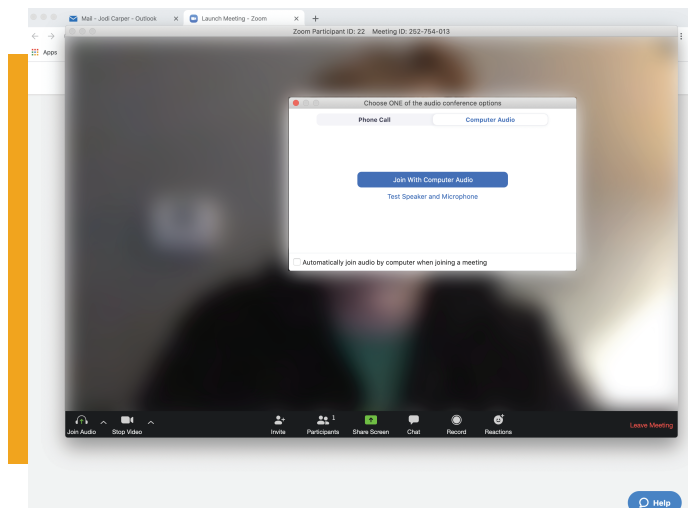 Mail - Jodi Carper - Outlook
Launch Meeting - Zoom
Zoom Participant ID: 22 Meeting ID: 252-754-013
Apps
Choose ONE of the audio conference options
Phone Call
Computer Audio
Join With Computer Audio
Test Speaker and Microphone
Automatically join audio by computer when joining a meeting
1
Join Audio
Stop Video
Invite
Participants
Share Screen
Chat
Record
Reactions
Leave Meeting
Help